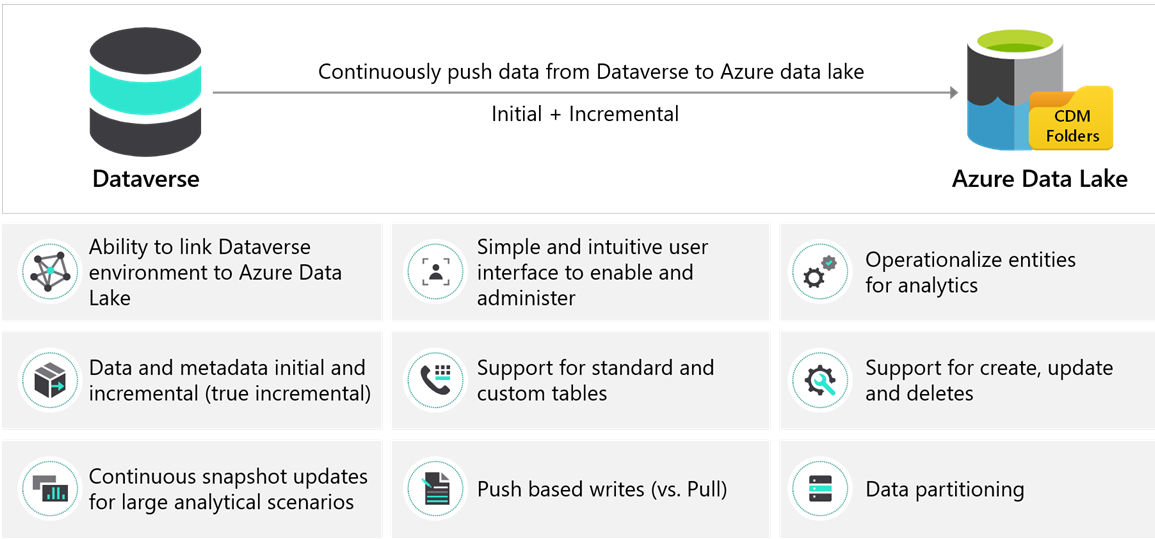 Continuously push data from Dataverse to Azure data lake
Initial + Incremental
CDM
Folders
Dataverse
Azure Data Lake
Ability to link Dataverse
environment to Azure Data
Lake
Simple and intuitive user
interface to enable and
administer
Operationalize entities
for analytics
Data and metadata initial and
incremental (true incremental)
Support for standard and
custom tables
Support for create, update
and deletes
Continuous snapshot updates
for large analytical scenarios
Push based writes (vs. Pull)
Data partitioning